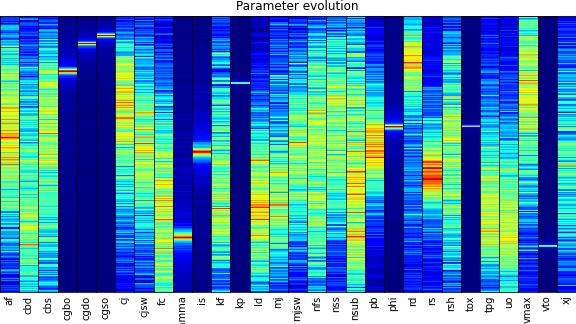 Parameter evolution
af cbd cbs cgbo cgdo cgso cj cjsw fc mma is kf kp ld mj mjsw nfs nss nsub pb phi rd rs rsh tox tpg uo vmax vto xj